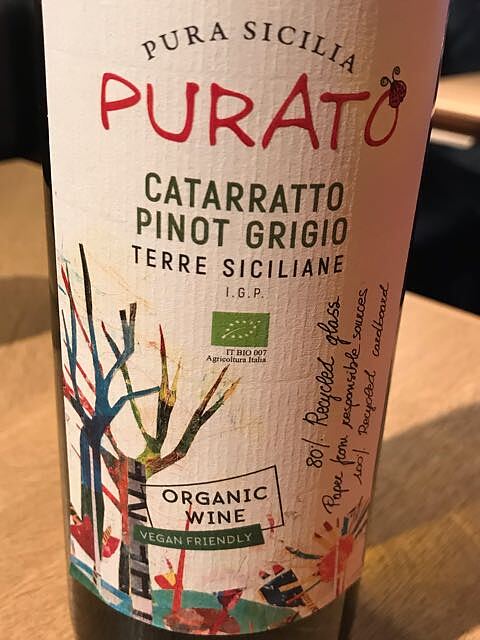 PURA SICILIA
PURATO
CATARRATTO
PINOT GRIGIO
TERRE SICILIANE
I.G.P.
IT BIO 007
Agricoltura Italia
80% Recycled glass
Paper from responsible sources
100% Recycled cardboard
ORGANIC
WINE
VEGAN FRIENDLY